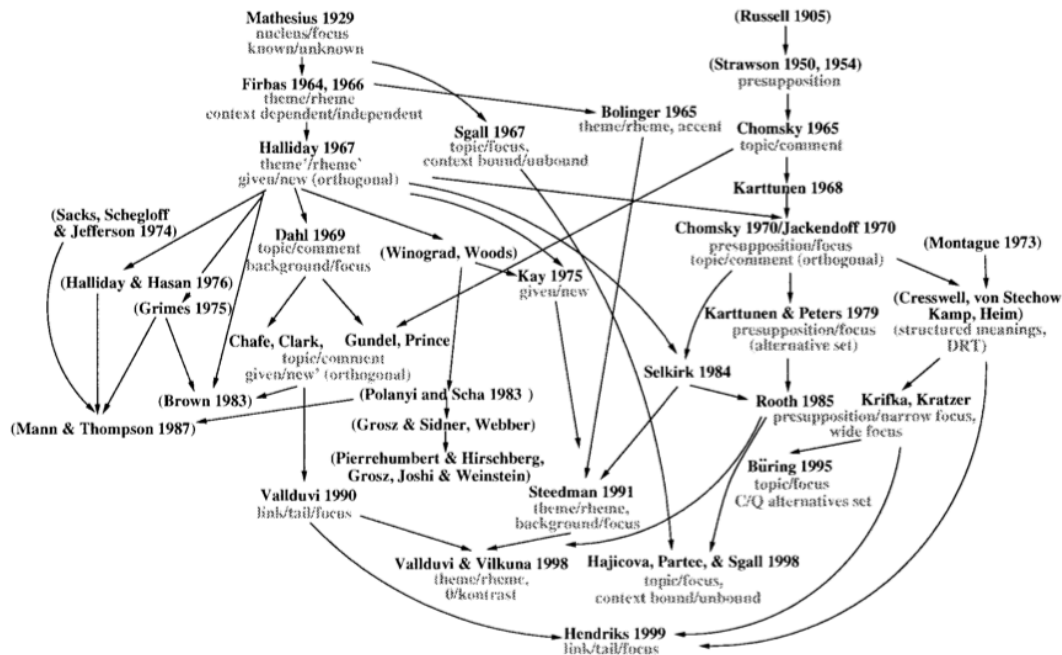 Mathesius 1929
nucleus/focus
known/unknown
(Russell 1905)
Firbas 1964, 1966
theme/rheme
context dependent/independent
(Strawson 1950, 1954)
presupposition
Bolinger 1965
theme/rheme, accent
Sgall 1967
topic/focus,
context bound/unbound
Chomsky 1965
topic/comment
Halliday 1967
theme'/rheme`
given/new (orthogonal)
Karttunen 1968
(Sacks, Schegloff
& Jefferson 1974)
Dahl 1969
topic/comment
background/focus
(Winograd, Woods)
Chomsky 1970/Jackendoff 1970
presupposition/focus
topic/comment (orthogonal)
(Montague 1973)
(Halliday & Hasan 1976)
(Grimes 1975)
Kay 1975
given/new
Karttunen & Peters 1979
presupposition/focus
(alternative set)
(Cresswell, von Stechow
Kamp, Heim)
(structured meanings,
DRT)
Chafe, Clark,
Gundel, Prince
topic/comment
given/new' (orthogonal)
Selkirk 1984
(Brown 1983)
(Polanyi and Scha 1983 )
Rooth 1985
Krifka, Kratzer
presupposition/narrow focus,
wide focus
(Mann & Thompson 1987)
(Grosz & Sidner, Webber)
(Pierrehumbert & Hirschberg,
Grosz, Joshi & Weinstein)
Büring 1995
topic/focus
C/Q alternatives set
Vallduvi 1990
link/tail/focus
Steedman 1991
theme/rheme,
background/focus
Vallduvi & Vilkuna 1998
theme/rheme,
0/kontrast
Hajicova, Partee, & Sgall 1998
topic/focus,
context bound/unbound
Hendriks 1999
link/tail/focus